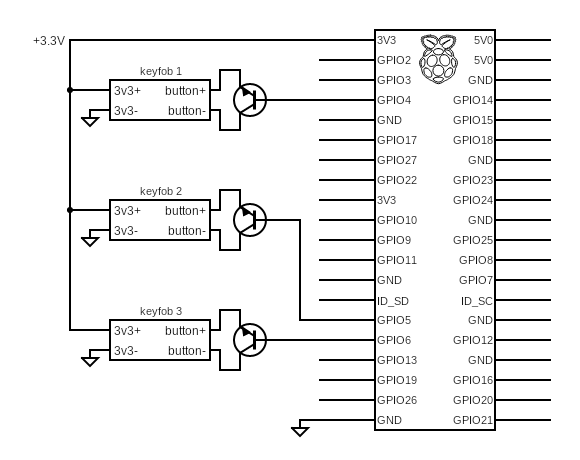 +3.3V
keyfob 1
3v3+ button+
3v3- button-
keyfob 2
3v3+ button+
3v3- button-
keyfob 3
3v3+ button+
3v3- button-
3V3 5V0
GPIO2 5V0
GPIO3 GND
GPIO4 GPIO14
GND GPIO15
GPIO17 GPIO18
GPIO27 GND
GPIO22 GPIO23
3V3 GPIO24
GPIO10 GND
GPIO9 GPIO25
GPIO11 GPIO8
GND GPIO7
ID_SD ID_SC
GPIO5 GND
GPIO6 GPIO12
GPIO13 GND
GPIO19 GPIO16
GPIO26 GPIO20
GND GPIO21